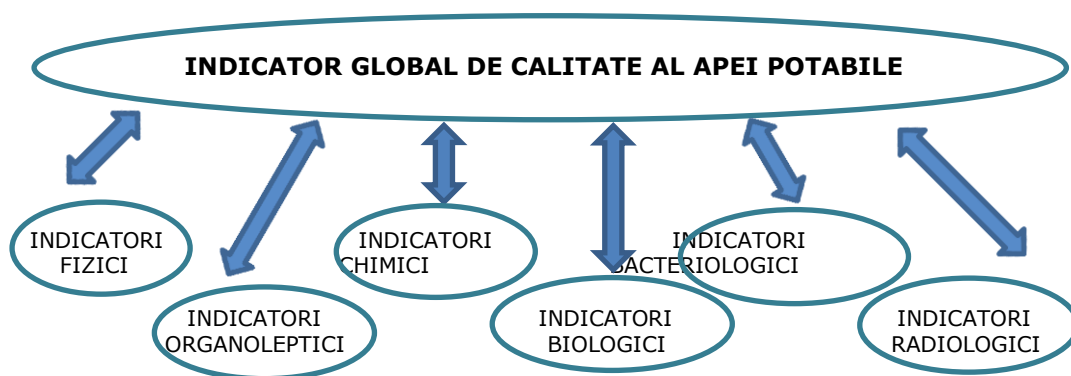 INDICATOR GLOBAL DE CALITATE AL APEI POTABILE
INDICATORI
FIZICI
INDICATORI
ORGANOLEPTICI
INDICATORI
CHIMICI
INDICATORI
BIOLOGICI
INDICATORI
BACTERIOLOGICI
INDICATORI
RADIOLOGICI